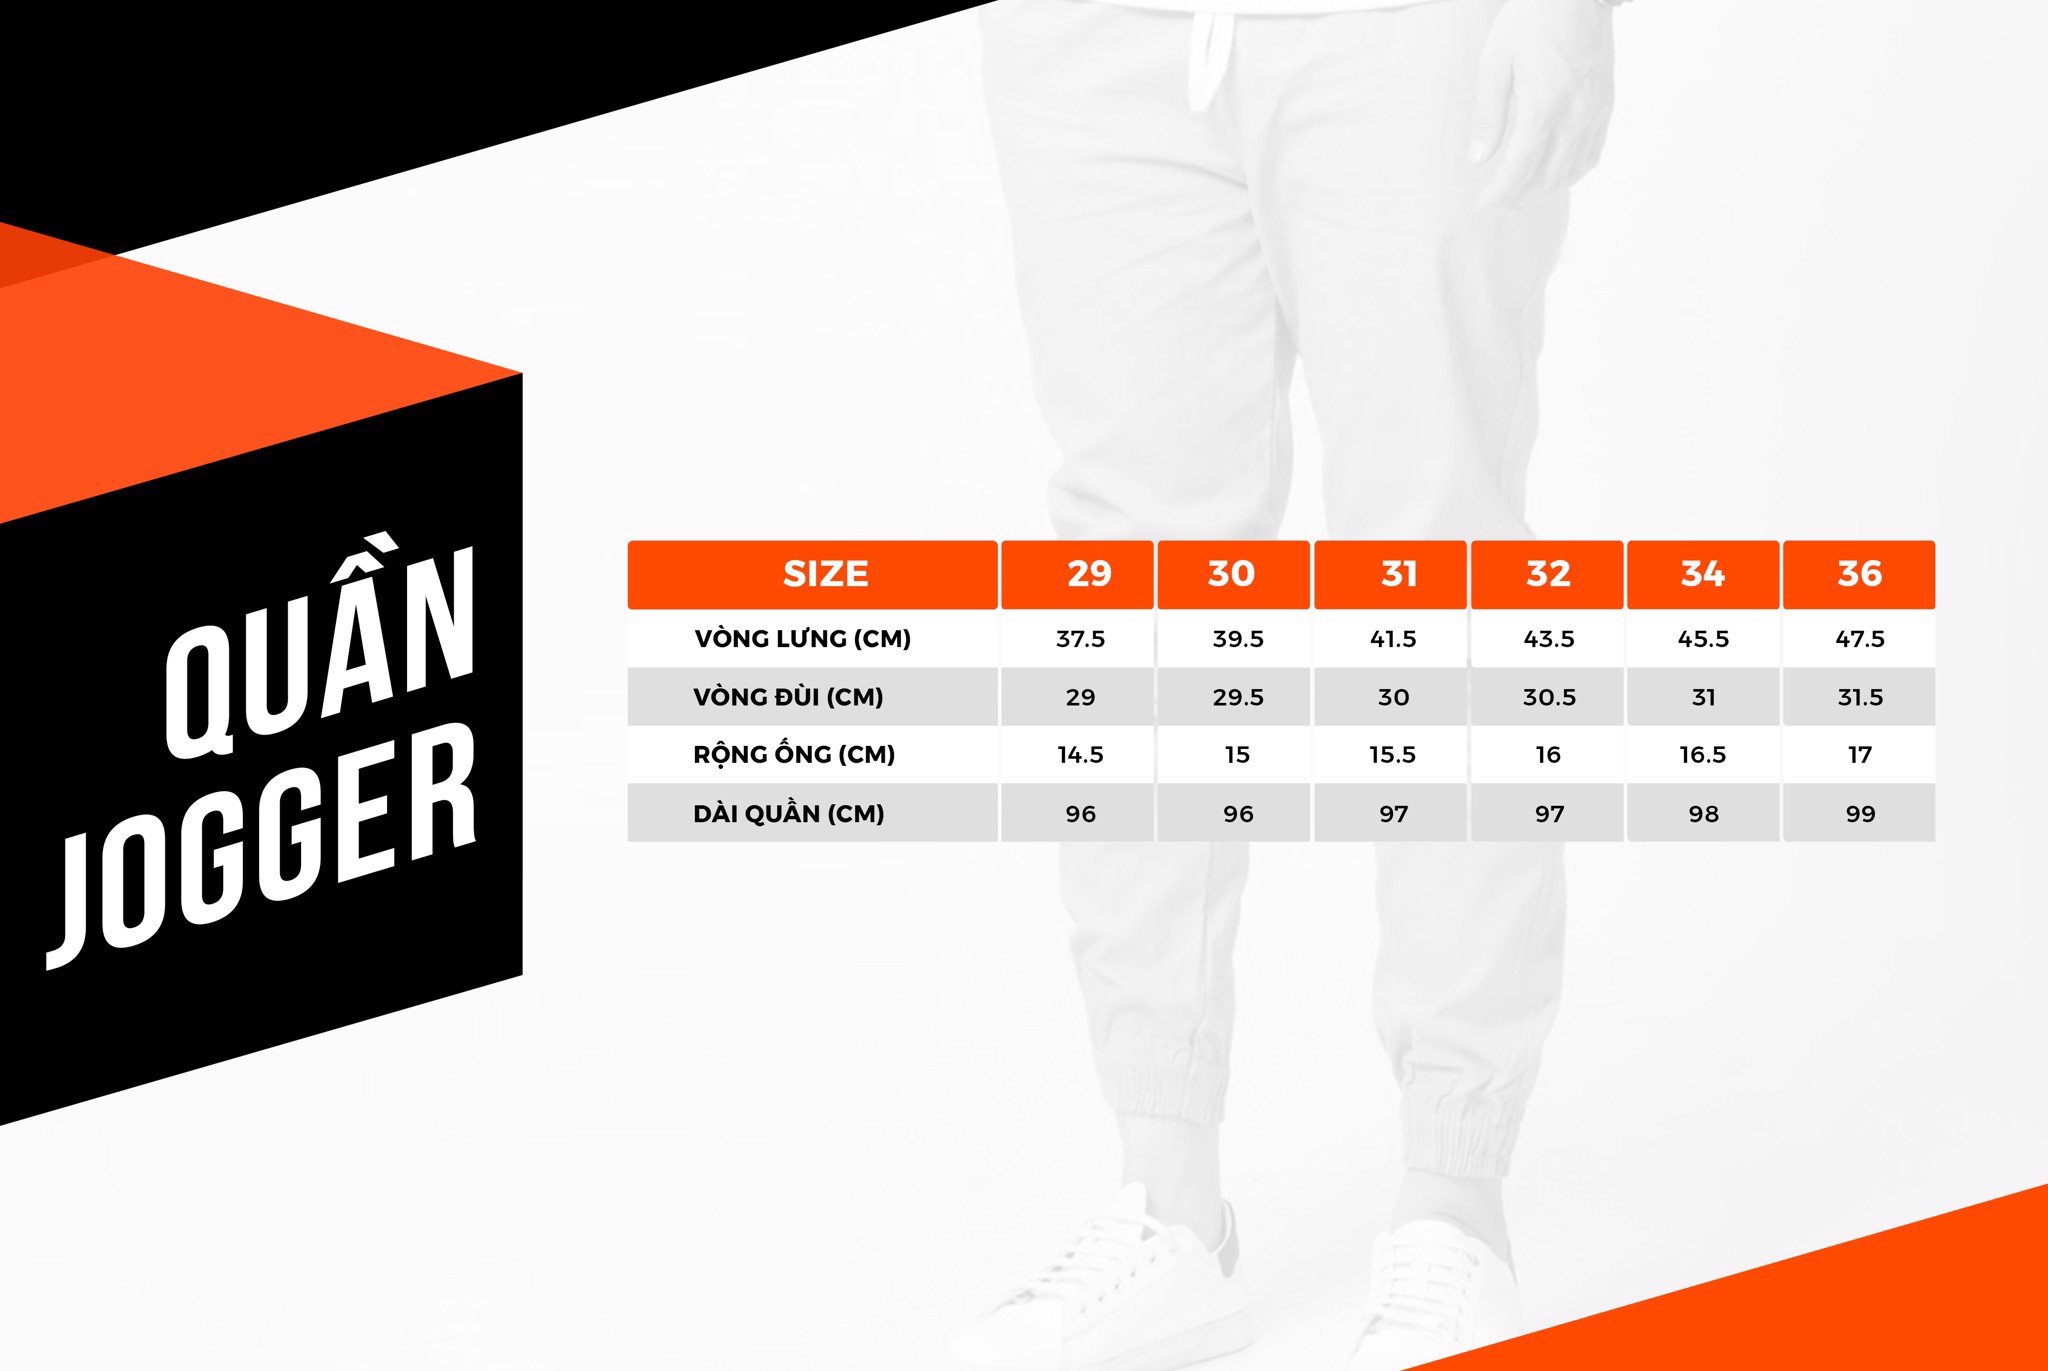 QUẦN
JOGGER
SIZE 29 30 31 32 34 36
VÒNG LƯNG (CM) 37.5 39.5 41.5 43.5 45.5 47.5
VÒNG ĐÙI (CM) 29 29.5 30 30.5 31 31.5
RỘNG ỐNG (CM) 14.5 15 15.5 16 16.5 17
DÀI QUẦN (CM) 96 96 97 97 98 99